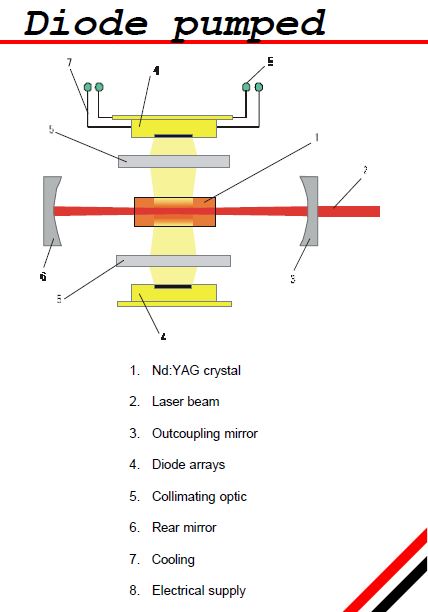 Diode pumped
7
4
8
5
1
2
6
3
5
4
1. Nd:YAG crystal
2. Laser beam
3. Outcoupling mirror
4. Diode arrays
5. Collimating optic
6. Rear mirror
7. Cooling
8. Electrical supply